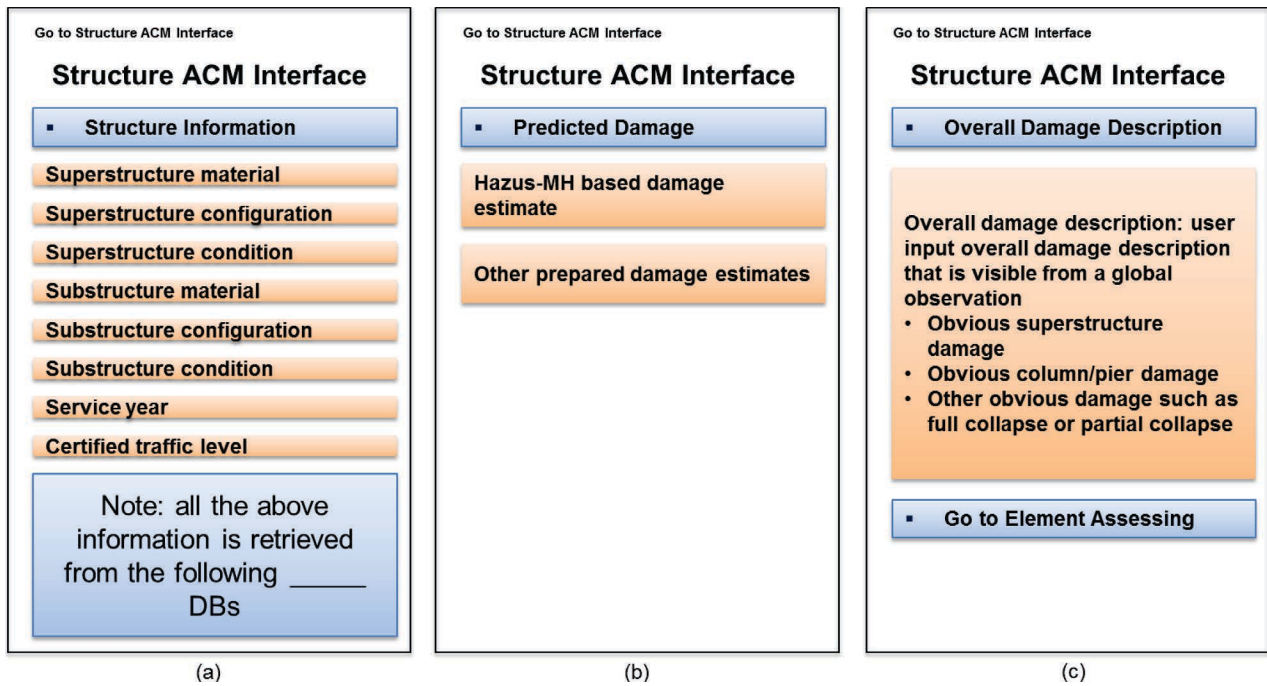 Go to Structure ACM Interface
Structure ACM Interface
▪ Structure Information
Superstructure material
Superstructure configuration
Superstructure condition
Substructure material
Substructure configuration
Substructure condition
Service year
Certified traffic level
Note: all the above
information is retrieved
from the following _____
DBs
(a)
Go to Structure ACM Interface
Structure ACM Interface
▪ Predicted Damage
Hazus-MH based damage
estimate
Other prepared damage estimates
(b)
Go to Structure ACM Interface
Structure ACM Interface
▪ Overall Damage Description
Overall damage description: user
input overall damage description
that is visible from a global
observation
• Obvious superstructure
damage
• Obvious column/pier damage
• Other obvious damage such as
full collapse or partial collapse
▪ Go to Element Assessing
(c)